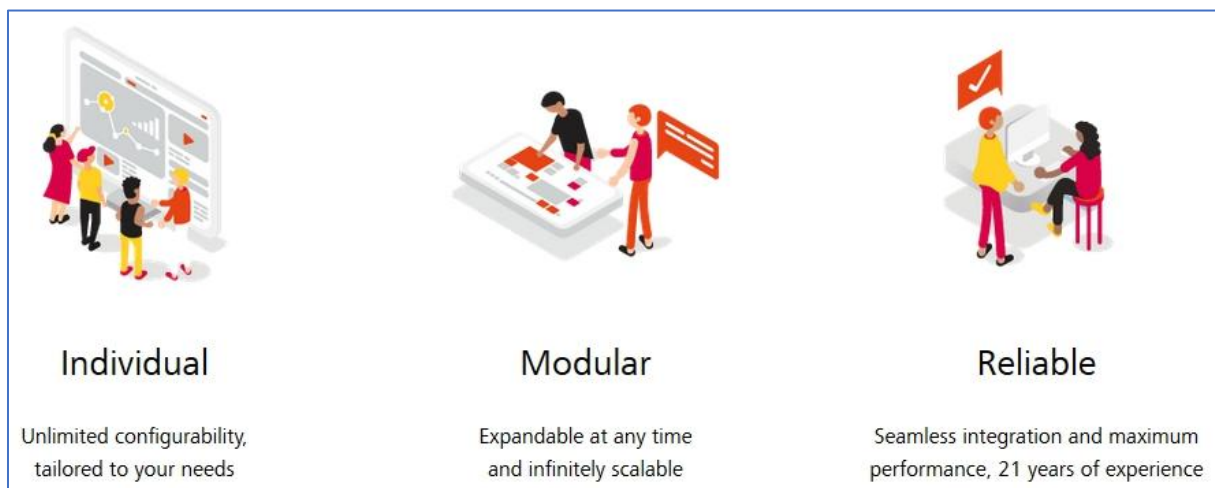 Individual
Unlimited configurability,
tailored to your needs
Modular
Expandable at any time
and infinitely scalable
Reliable
Seamless integration and maximum
performance, 21 years of experience